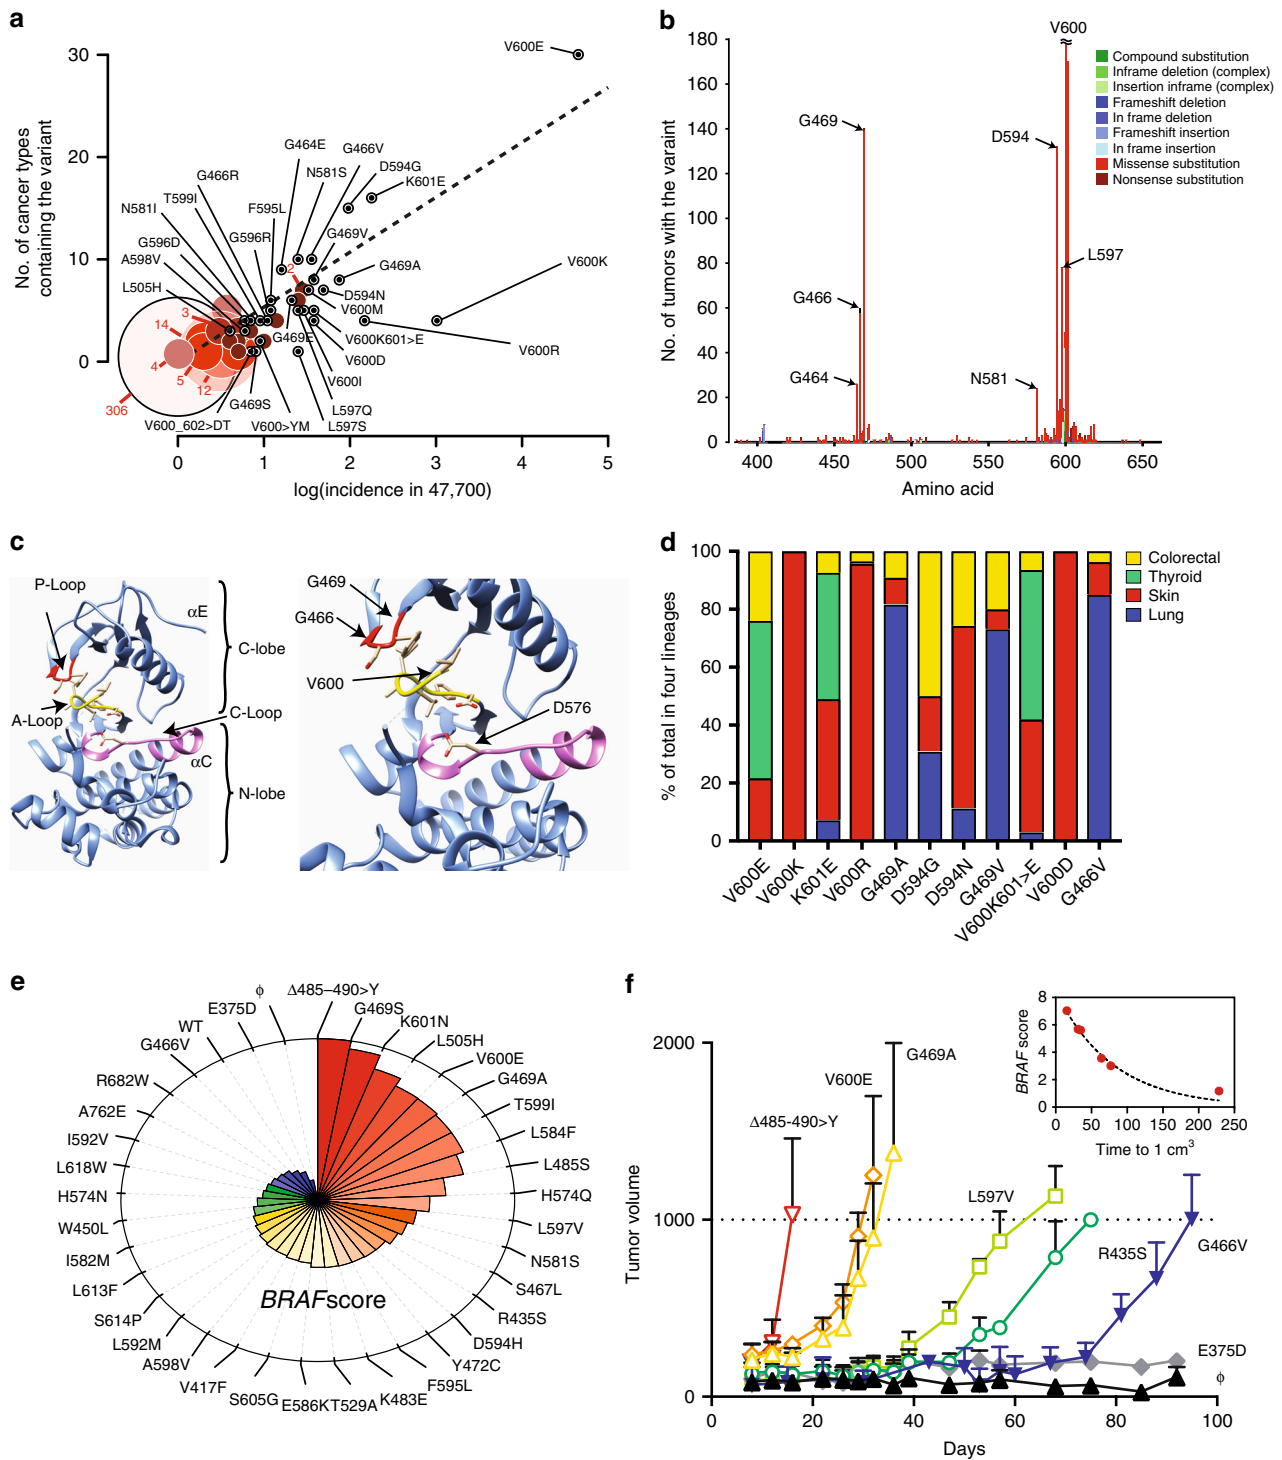 a
No. of cancer types
containing the variant
30
20
10
0
V600E
G464E
G466V
D594G
G466R
N581S
K601E
T599I
N581I
F595L
G596R
G469V
G596D
A598V
G469A
V600K
L505H
D594N
V600M
2
3
14
4
5
12
306
G469E
V600K601>E
V600R
V600D
V600I
G469S
L597Q
V600_602>DT
V600>YM
L597S
0
1
2
3
4
5
log(incidence in 47,700)
b
No. of tumors with the varaint
180
160
140
120
100
80
60
40
20
0
V600
G469
D594
L597
G466
G464
N581
Compound substitution
Inframe deletion (complex)
Insertion inframe (complex)
Frameshift deletion
In frame deletion
Frameshift insertion
In frame insertion
Missense substitution
Nonsense substitution
400
450
500
550
600
650
Amino acid
c
P-Loop
αE
C-lobe
A-Loop
C-Loop
αC
N-lobe
G469
G466
V600
D576
d
% of total in four lineages
100
80
60
40
20
0
Colorectal
Thyroid
Skin
Lung
V600E
V600K
K601E
V600R
G469A
D594G
D594N
G469V
V600K601>E
V600D
G466V
e
ϕ
Δ485–490>Y
G469S
K601N
L505H
V600E
G469A
T599I
L584F
L485S
H574Q
L597V
N581S
S467L
R435S
D594H
Y472C
F595L
K483E
T529A
E586K
S605G
V417F
A598V
L592M
S614P
L613F
I582M
W450L
H574N
L618W
I592V
A762E
R682W
G466V
WT
E375D
BRAF score
f
Tumor volume
2000
1000
0
Δ485-490>Y
V600E
G469A
L597V
R435S
G466V
E375D
ϕ
0
20
40
60
80
100
Days
BRAF score
8
6
4
2
0
0
50
100
150
200
250
Time to 1 cm³